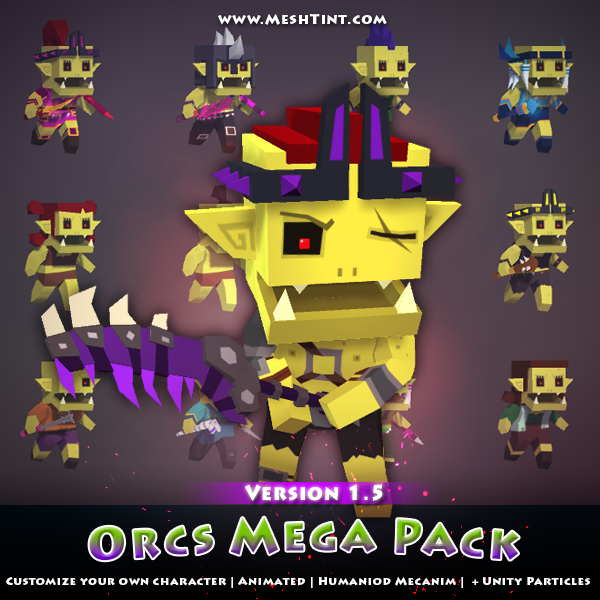 www.MeshTint.com
Version 1.5
Orcs Mega Pack
Customize your own character | Animated | Humaniod Mecanim | + Unity Particles